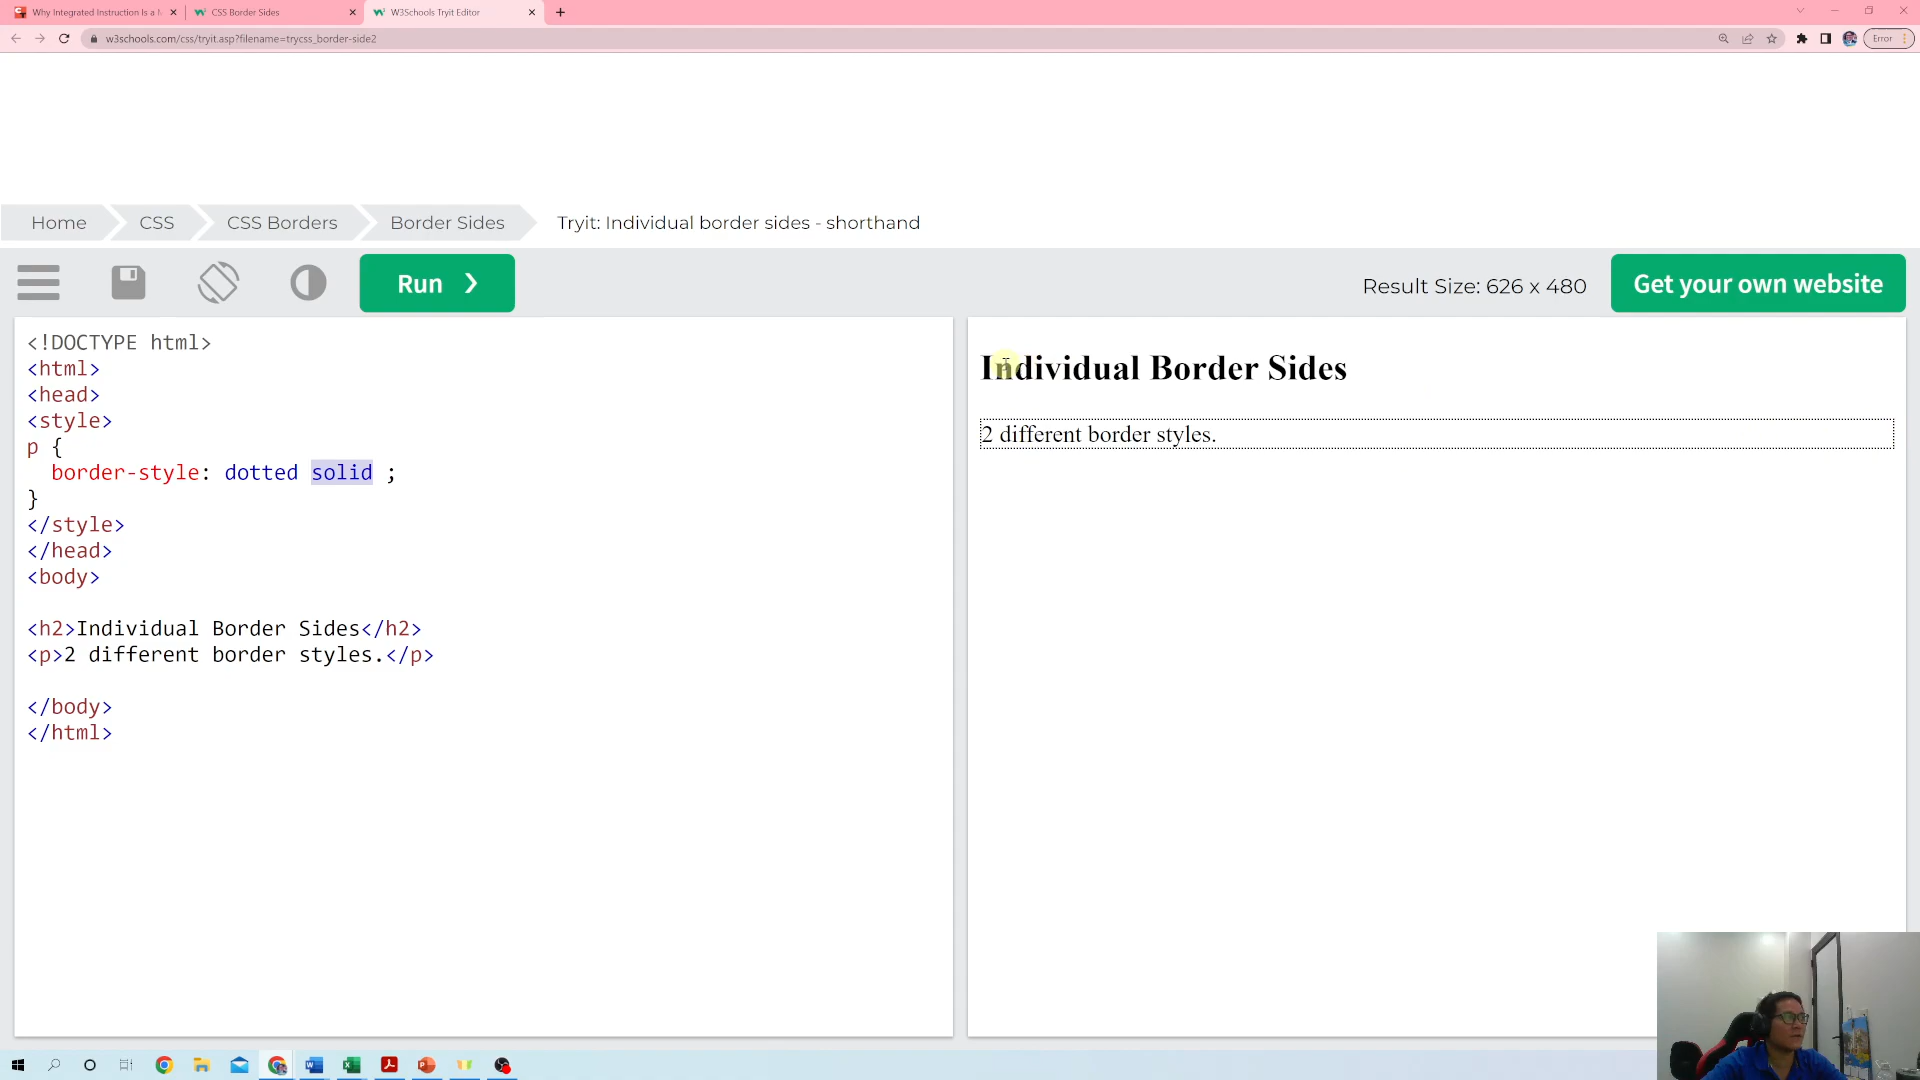 Why Integrated Instruction Is a M
CSS Border Sides
W3Schools Tryit Editor
w3schools.com/css/tryit.asp?filename=trycss_border-side2
Error
Home
CSS
CSS Borders
Border Sides
Tryit: Individual border sides - shorthand
Run ❯
Result Size: 626 x 480
Get your own website
<!DOCTYPE html>
<html>
<head>
<style>
p {
  border-style: dotted solid ;
}
</style>
</head>
<body>
<h2>Individual Border Sides</h2>
<p>2 different border styles.</p>
</body>
</html>
Individual Border Sides
2 different border styles.